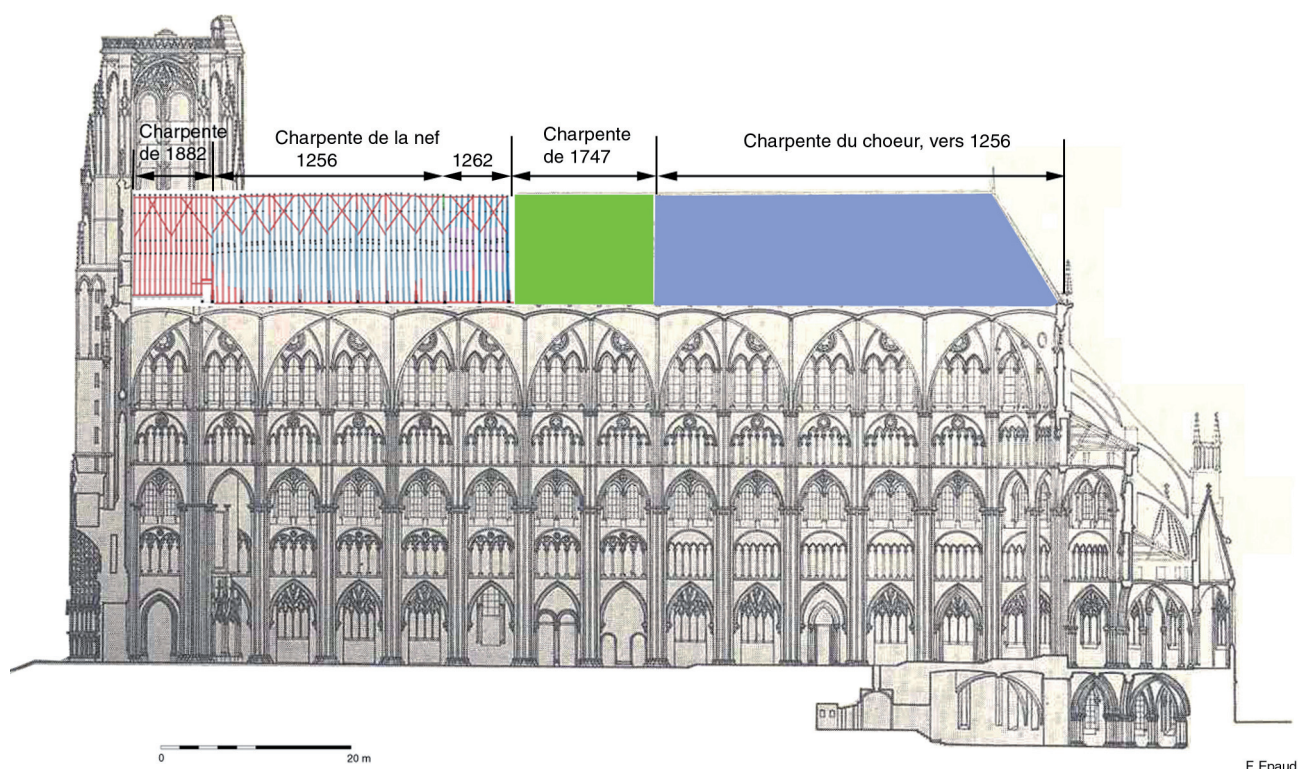 Charpente
de 1882
Charpente de la nef
1256
1262
Charpente
de 1747
Charpente du choeur, vers 1256
0
20 m
F. Epaud